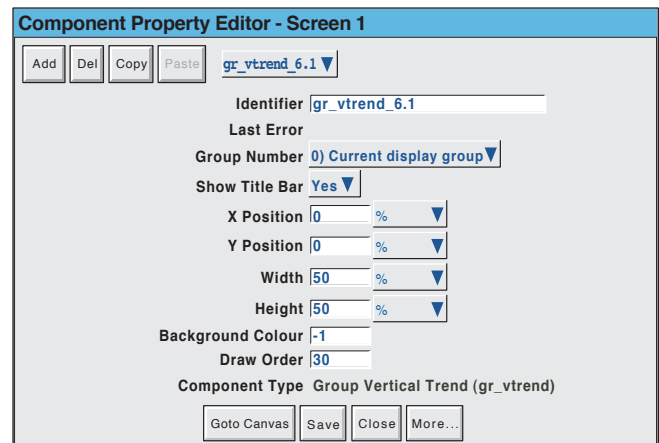 Component Property Editor - Screen 1
Add Del Copy Paste gr_vtrend_6.1
Identifier gr_vtrend_6.1
Last Error
Group Number 0) Current display group
Show Title Bar Yes
X Position 0 %
Y Position 0 %
Width 50 %
Height 50 %
Background Colour -1
Draw Order 30
Component Type Group Vertical Trend (gr_vtrend)
Goto Canvas Save Close More...